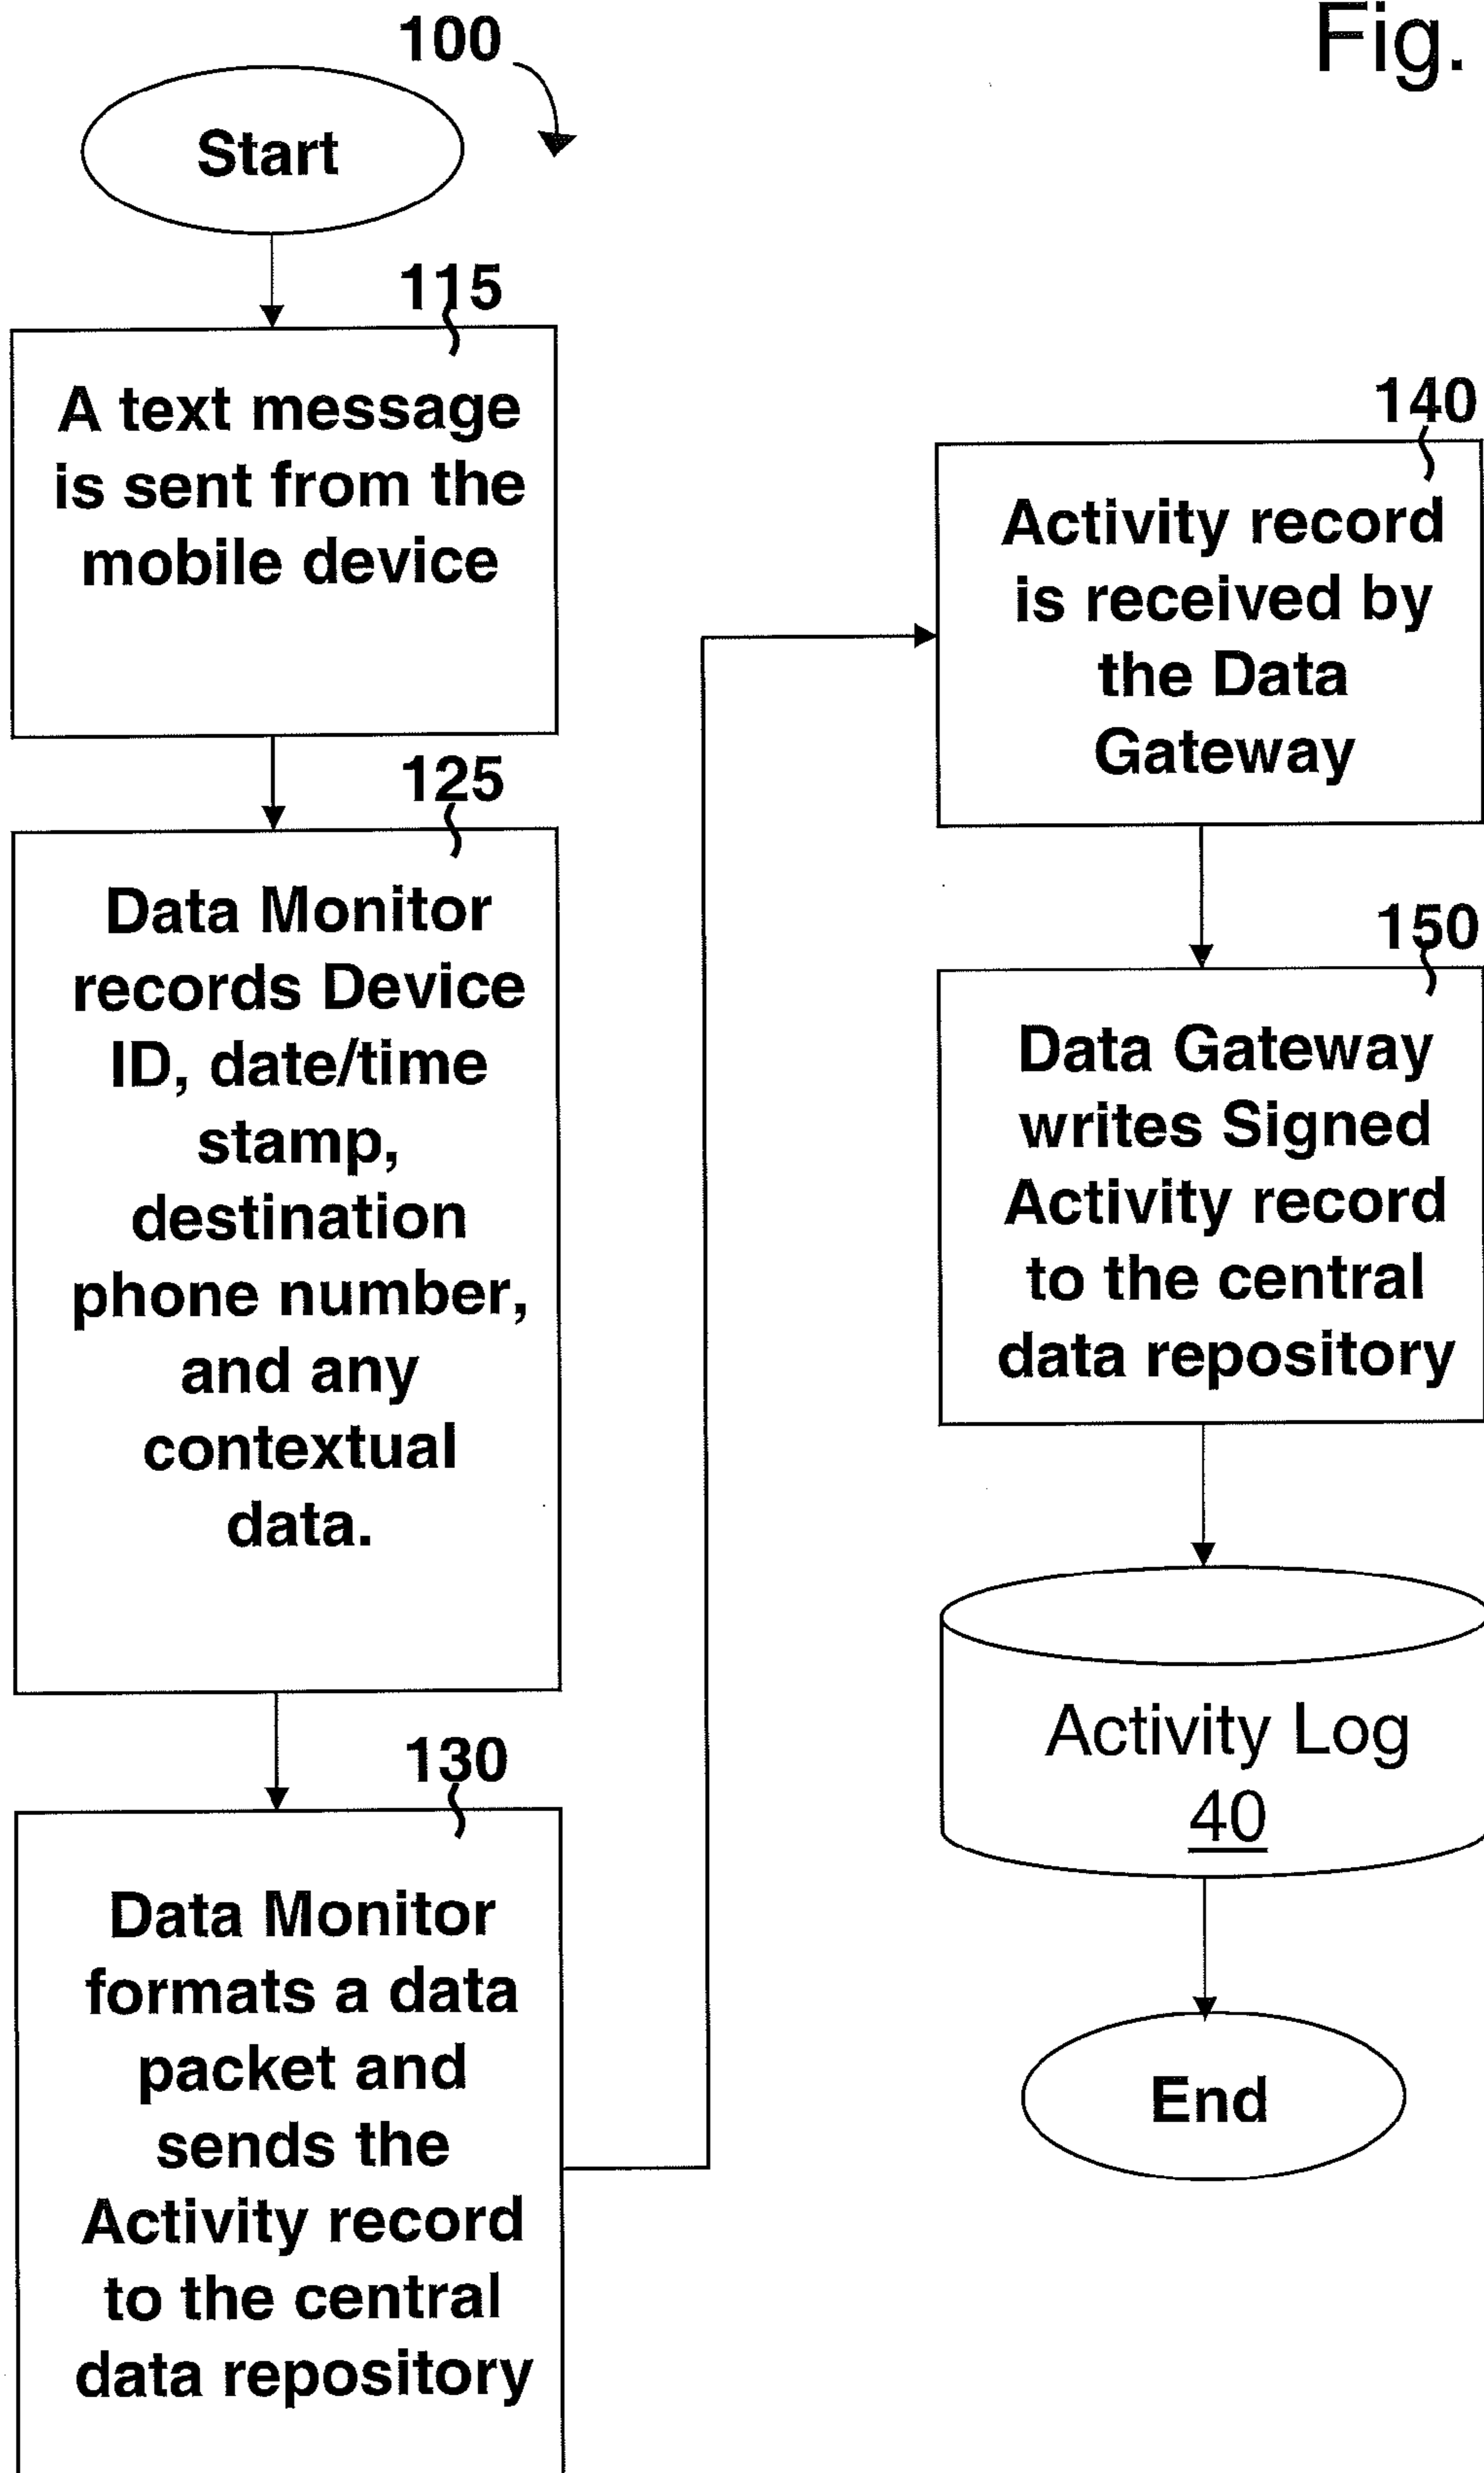 Fig.
100
Start
115
A text message
is sent from the
mobile device
125
Data Monitor
records Device
ID, date/time
stamp,
destination
phone number,
and any
contextual
data.
130
Data Monitor
formats a data
packet and
sends the
Activity record
to the central
data repository
140
Activity record
is received by
the Data
Gateway
150
Data Gateway
writes Signed
Activity record
to the central
data repository
Activity Log
40
End